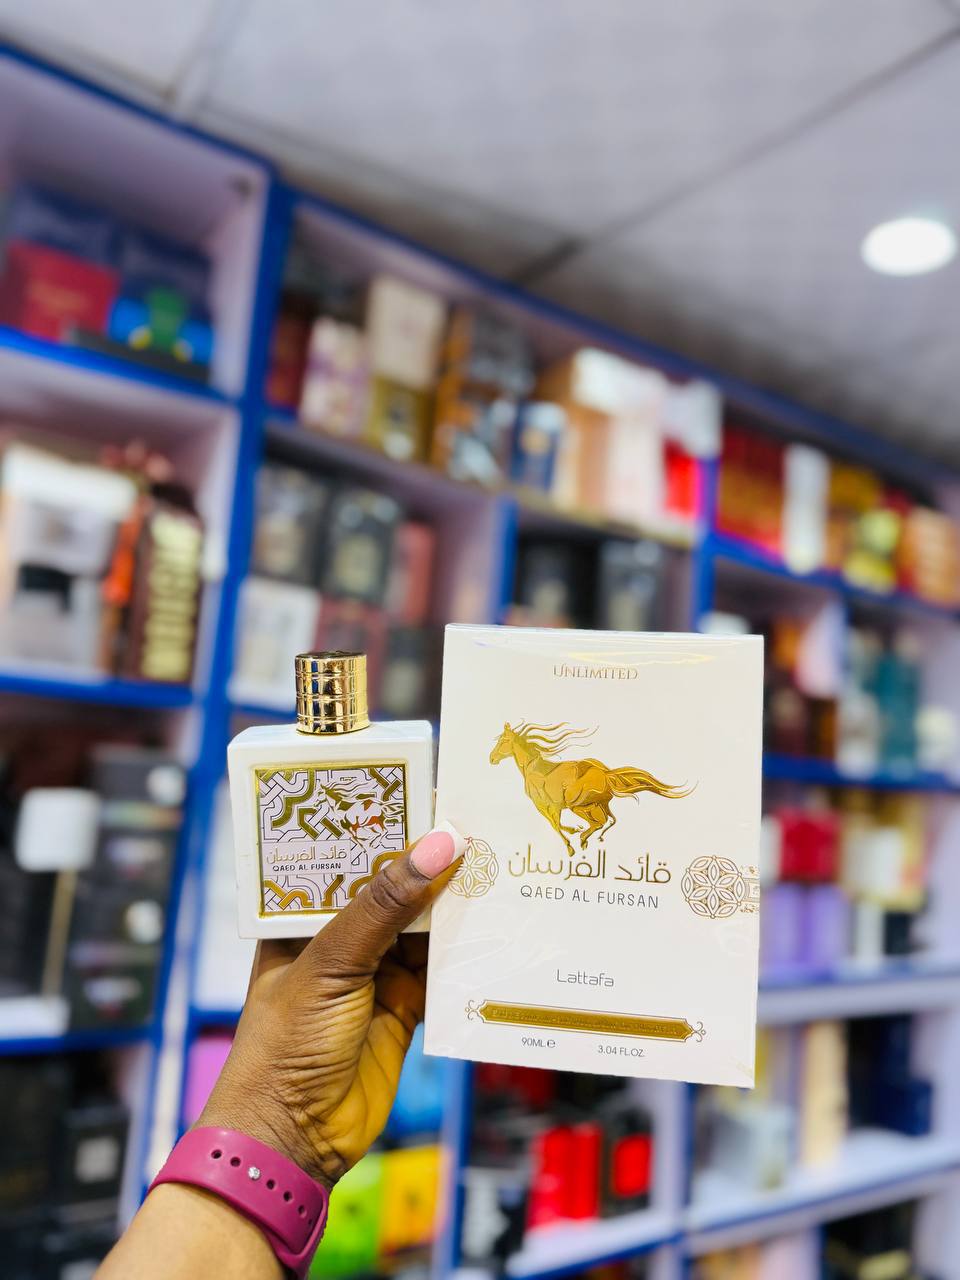 UNLIMITED
قائد الفرسان
QAED AL FURSAN
Lattafa
90ML ℮ 3.04 FL.OZ.
قائد الفرسان
QAED AL FURSAN